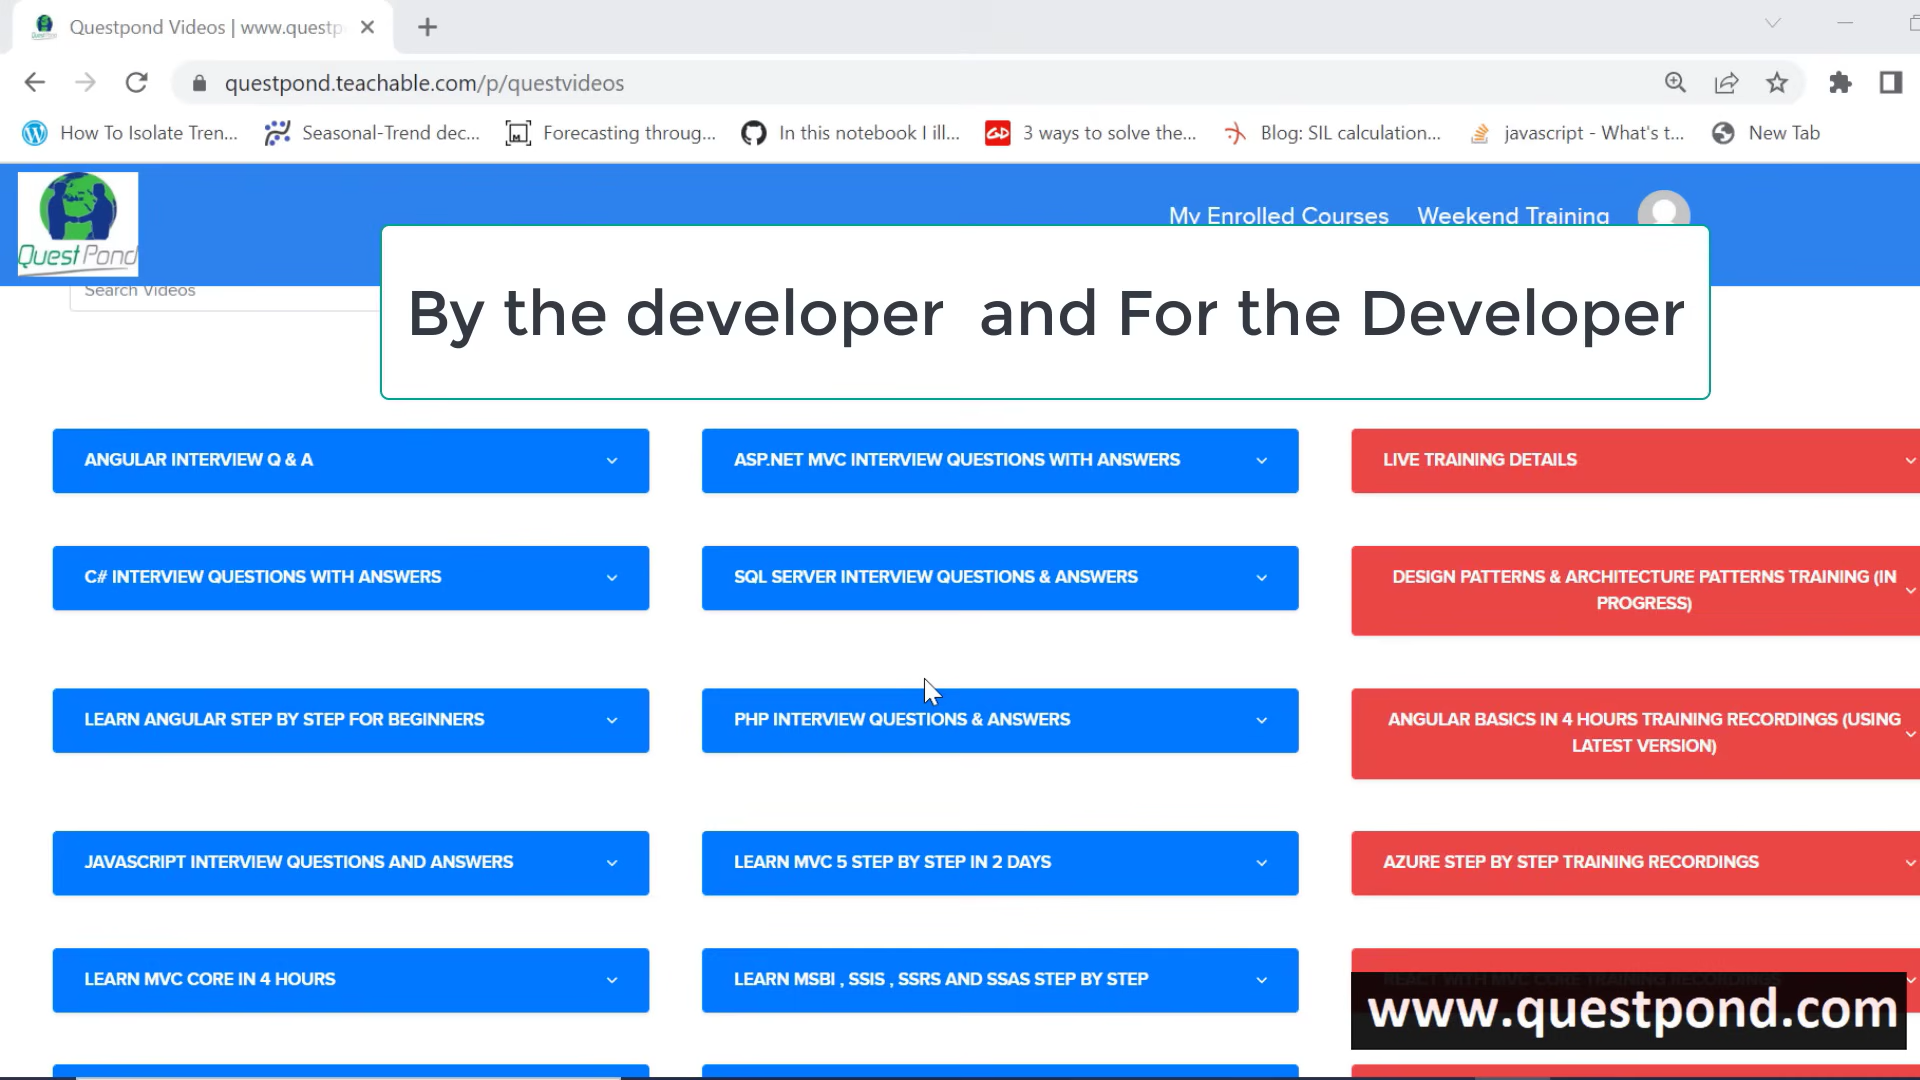 Questpond Videos | www.questp
questpond.teachable.com/p/questvideos
How To Isolate Tren...
Seasonal-Trend dec...
Forecasting throug...
In this notebook I ill...
3 ways to solve the...
Blog: SIL calculation...
javascript - What's t...
New Tab
QuestPond
My Enrolled Courses
Weekend Training
Search Videos
By the developer and For the Developer
ANGULAR INTERVIEW Q & A
ASP.NET MVC INTERVIEW QUESTIONS WITH ANSWERS
LIVE TRAINING DETAILS
C# INTERVIEW QUESTIONS WITH ANSWERS
SQL SERVER INTERVIEW QUESTIONS & ANSWERS
DESIGN PATTERNS & ARCHITECTURE PATTERNS TRAINING (IN
PROGRESS)
LEARN ANGULAR STEP BY STEP FOR BEGINNERS
PHP INTERVIEW QUESTIONS & ANSWERS
ANGULAR BASICS IN 4 HOURS TRAINING RECORDINGS (USING
LATEST VERSION)
JAVASCRIPT INTERVIEW QUESTIONS AND ANSWERS
LEARN MVC 5 STEP BY STEP IN 2 DAYS
AZURE STEP BY STEP TRAINING RECORDINGS
LEARN MVC CORE IN 4 HOURS
LEARN MSBI , SSIS , SSRS AND SSAS STEP BY STEP
REACT WITH MVC CORE TRAINING RECORDINGS
www.questpond.com